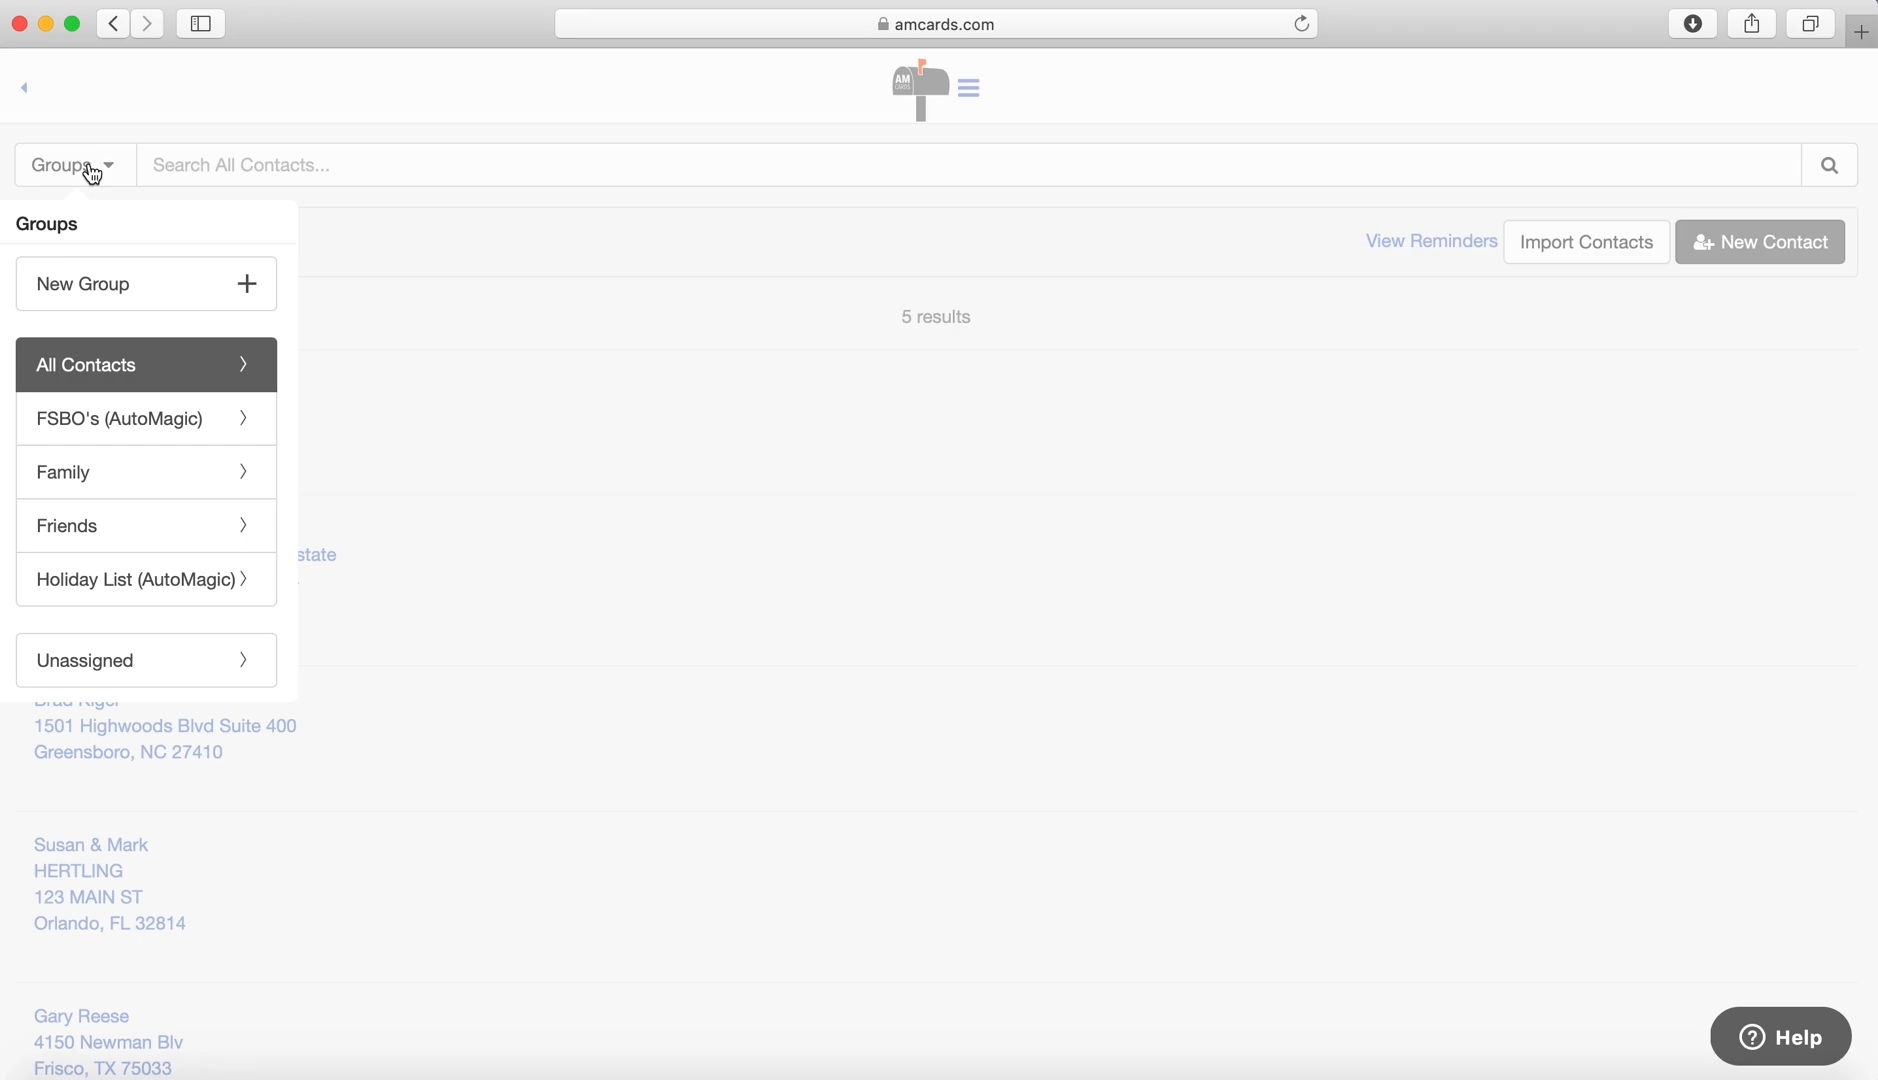 amcards.com
AM
CARDS
Groups
Search All Contacts...
Groups
View Reminders
Import Contacts
New Contact
New Group
5 results
All Contacts
FSBO's (AutoMagic)
Family
Friends
state
Holiday List (AutoMagic)
Unassigned
1501 Highwoods Blvd Suite 400
Greensboro, NC 27410
Susan & Mark
HERTLING
123 MAIN ST
Orlando, FL 32814
Gary Reese
4150 Newman Blv
Frisco, TX 75033
Help